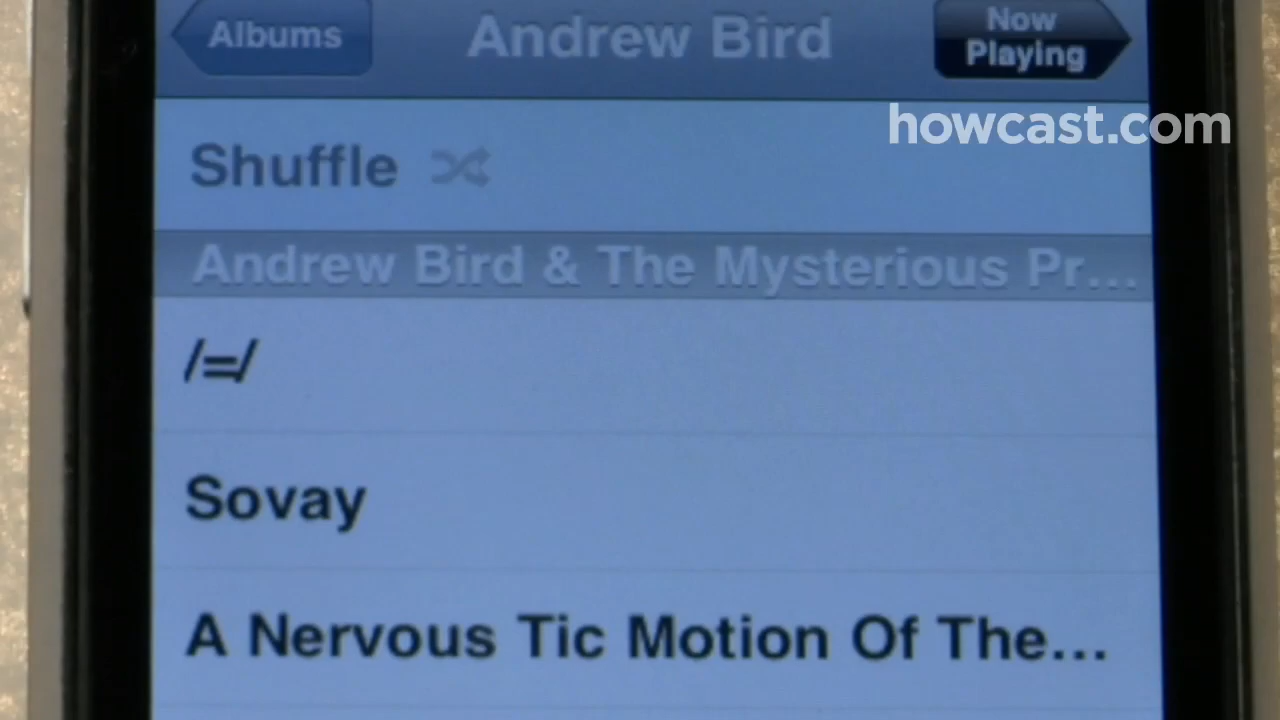 Albums
Andrew Bird
Now
Playing
howcast.com
Shuffle
Andrew Bird & The Mysterious Pr...
/=/
Sovay
A Nervous Tic Motion Of The...